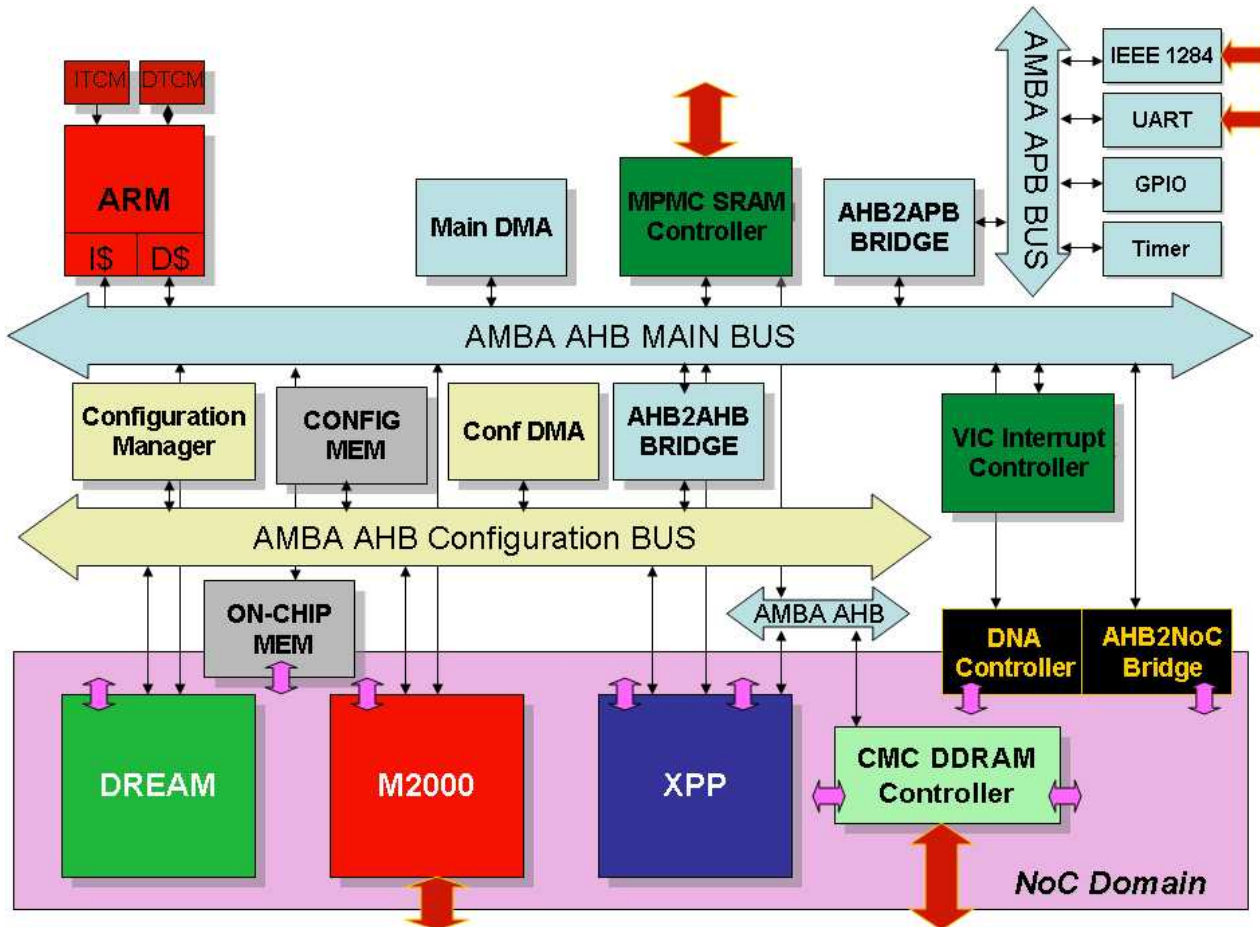 ITCM
DTCM
ARM
I$
D$
Main DMA
MPMC SRAM
Controller
AHB2APB
BRIDGE
AMBA APB BUS
IEEE 1284
UART
GPIO
Timer
AMBA AHB MAIN BUS
Configuration
Manager
CONFIG
MEM
Conf DMA
AHB2AHB
BRIDGE
VIC Interrupt
Controller
AMBA AHB Configuration BUS
ON-CHIP
MEM
AMBA AHB
DNA
Controller
AHB2NoC
Bridge
DREAM
M2000
XPP
CMC DDRAM
Controller
NoC Domain